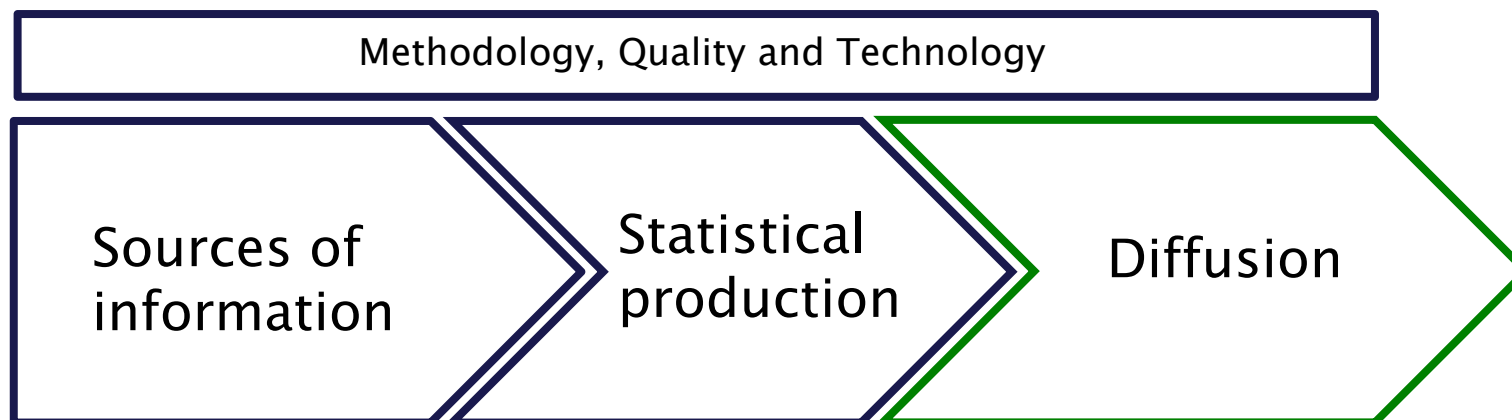 Methodology, Quality and Technology
Sources of
information
Statistical
production
Diffusion